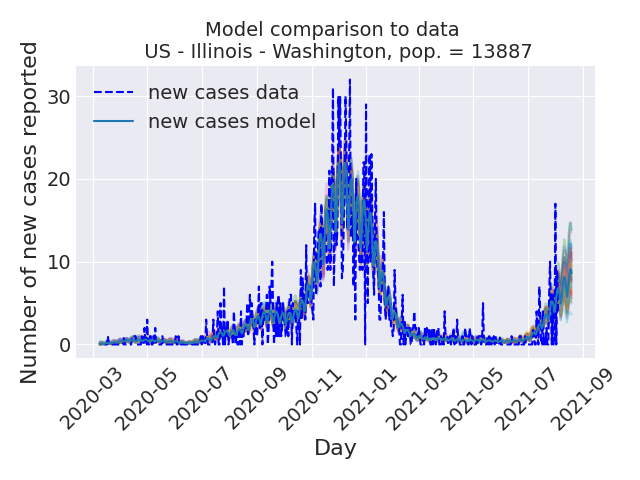 Model comparison to data
US - Illinois - Washington, pop. = 13887
Number of new cases reported
30
20
10
0
new cases data
new cases model
2020-03
2020-05
2020-07
2020-09
2020-11
2021-01
2021-03
2021-05
2021-07
2021-09
Day